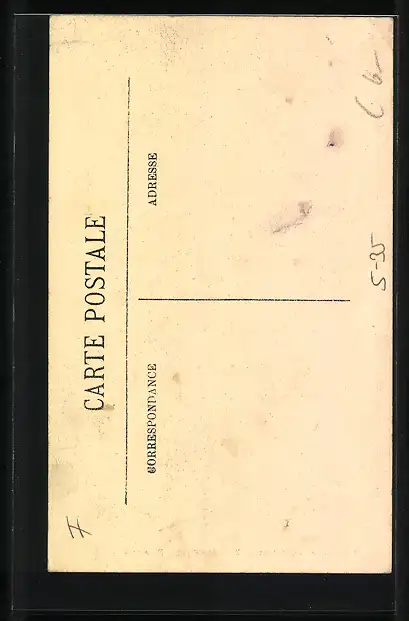 CARTE POSTALE
CORRESPONDANCE
ADRESSE
5-35